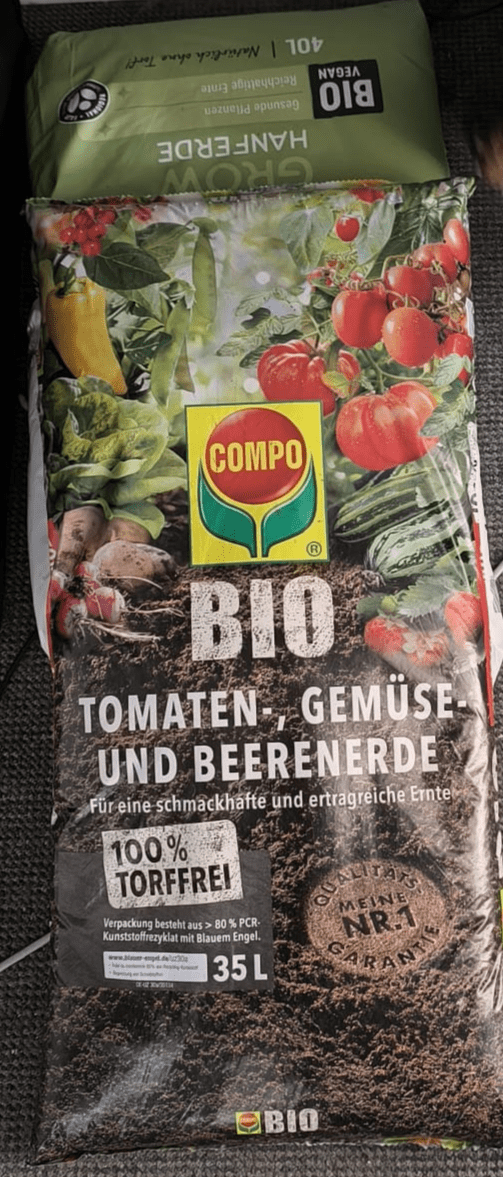 40L | Natürlich ohne Torf!
BIO
VEGAN
Reichhaltige Ernte
Gesunde Pflanzen
HANFERDE
GROW
COMPO
®
BIO
TOMATEN-, GEMÜSE-
UND BEERENERDE
Für eine schmackhafte und ertragreiche Ernte
100%
TORFFREI
Verpackung besteht aus > 80 % PCR-
Kunststoffrezyklat mit Blauem Engel.
www.blauer-engel.de/uz30a
35 L
QUALITÄTS-
MEINE
NR.1
GARANTIE
COMPO
BIO